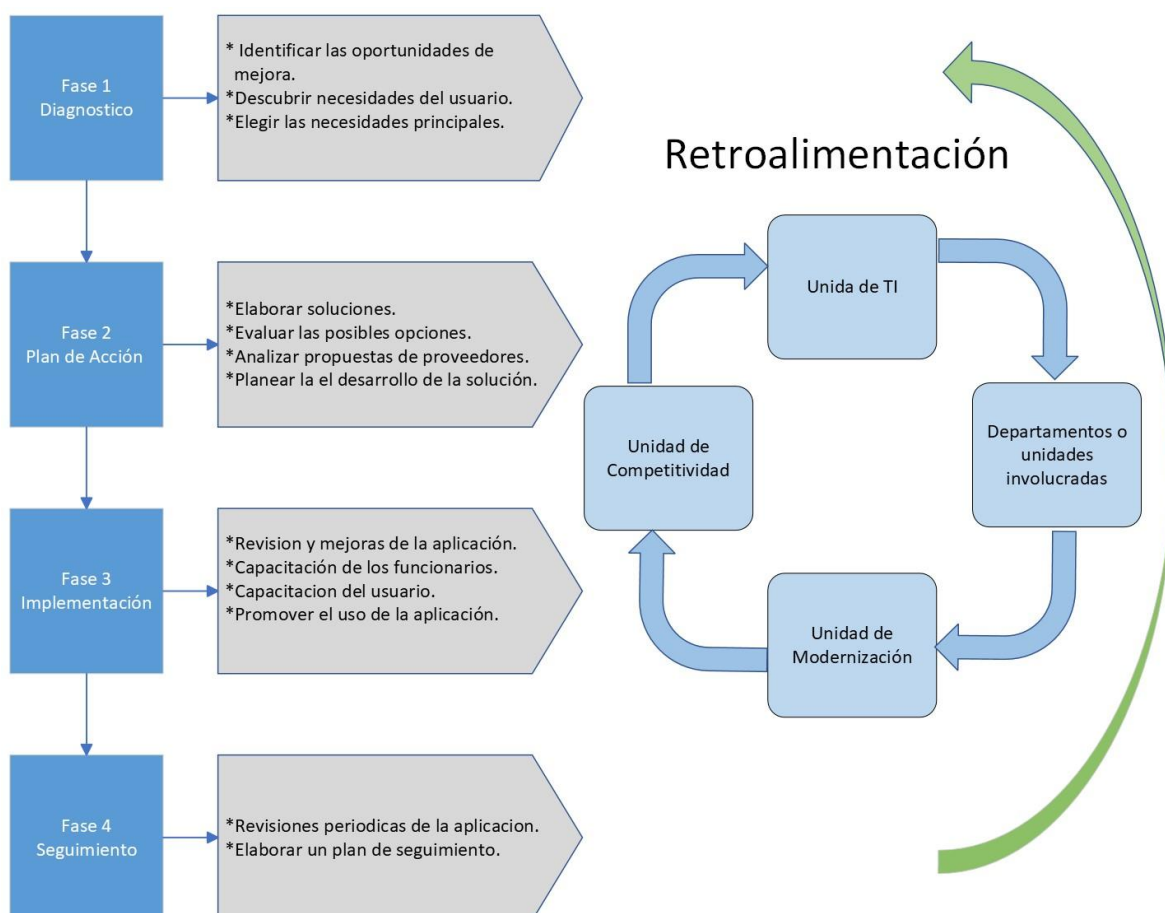 Fase 1
Diagnostico
* Identificar las oportunidades de
mejora.
*Descubrir necesidades del usuario.
*Elegir las necesidades principales.
Fase 2
Plan de Acción
*Elaborar soluciones.
*Evaluar las posibles opciones.
*Analizar propuestas de proveedores.
*Planear la el desarrollo de la solución.
Fase 3
Implementación
*Revision y mejoras de la aplicación.
*Capacitación de los funcionarios.
*Capacitacion del usuario.
*Promover el uso de la aplicación.
Fase 4
Seguimiento
*Revisiones periodicas de la aplicacion.
*Elaborar un plan de seguimiento.
Retroalimentación
Unida de TI
Departamentos o
unidades
involucradas
Unidad de
Modernización
Unidad de
Competitividad